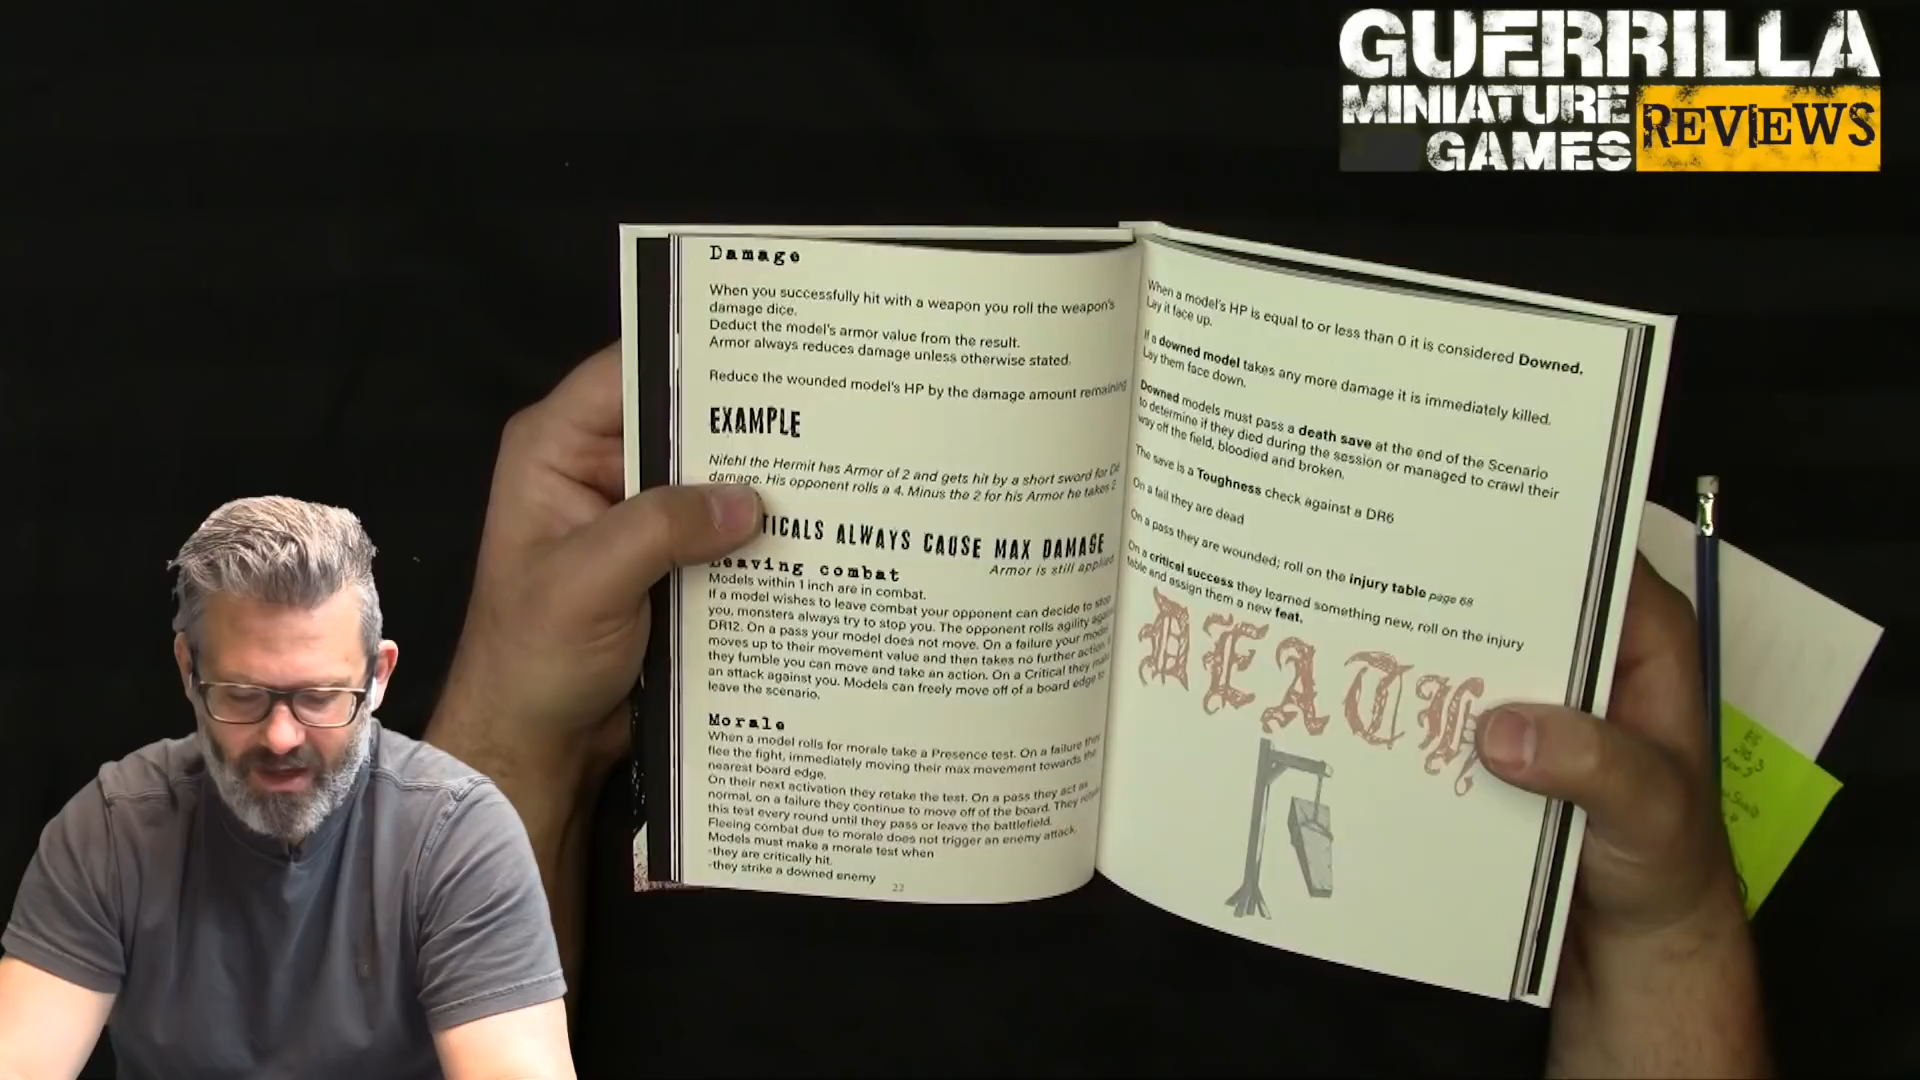 GUERRILLA
MINIATURE
GAMES
REVIEWS
Damage
When you successfully hit with a weapon you roll the weapon's
damage dice.
Deduct the model's armor value from the result.
Armor always reduces damage unless otherwise stated.
Reduce the wounded model's HP by the damage amount remaining
EXAMPLE
Nifehl the Hermit has Armor of 2 and gets hit by a short sword for D6
damage. His opponent rolls a 4. Minus the 2 for his Armor he takes 2
TICALS ALWAYS CAUSE MAX DAMAGE
Armor is still applied
Leaving combat
Models within 1 inch are in combat.
If a model wishes to leave combat your opponent can decide to stop
you, monsters always try to stop you. The opponent rolls agility against
DR12. On a pass your model does not move. On a failure your model
moves up to their movement value and then takes no further action.
they fumble you can move and take an action. On a Critical they make
an attack against you. Models can freely move off of a board edge to
leave the scenario.
Morale
When a model rolls for morale take a Presence test. On a failure they
flee the fight, immediately moving their max movement towards the
nearest board edge.
On their next activation they retake the test. On a pass they act as
normal, on a failure they continue to move off of the board. They
this test every round until they pass or leave the battlefield.
Fleeing combat due to morale does not trigger an enemy attack.
Models must make a morale test when
-they are critically hit.
-they strike a downed enemy
22
When a model's HP is equal to or less than 0 it is considered Downed.
Lay it face up.
If a downed model takes any more damage it is immediately killed.
Lay them face down.
Downed models must pass a death save at the end of the Scenario
to determine if they died during the session or managed to crawl their
way off the field, bloodied and broken.
The save is a Toughness check against a DR6
On a fail they are dead
On a pass they are wounded; roll on the injury table page 68
On a critical success they learned something new, roll on the injury
table and assign them a new feat.
DEATH